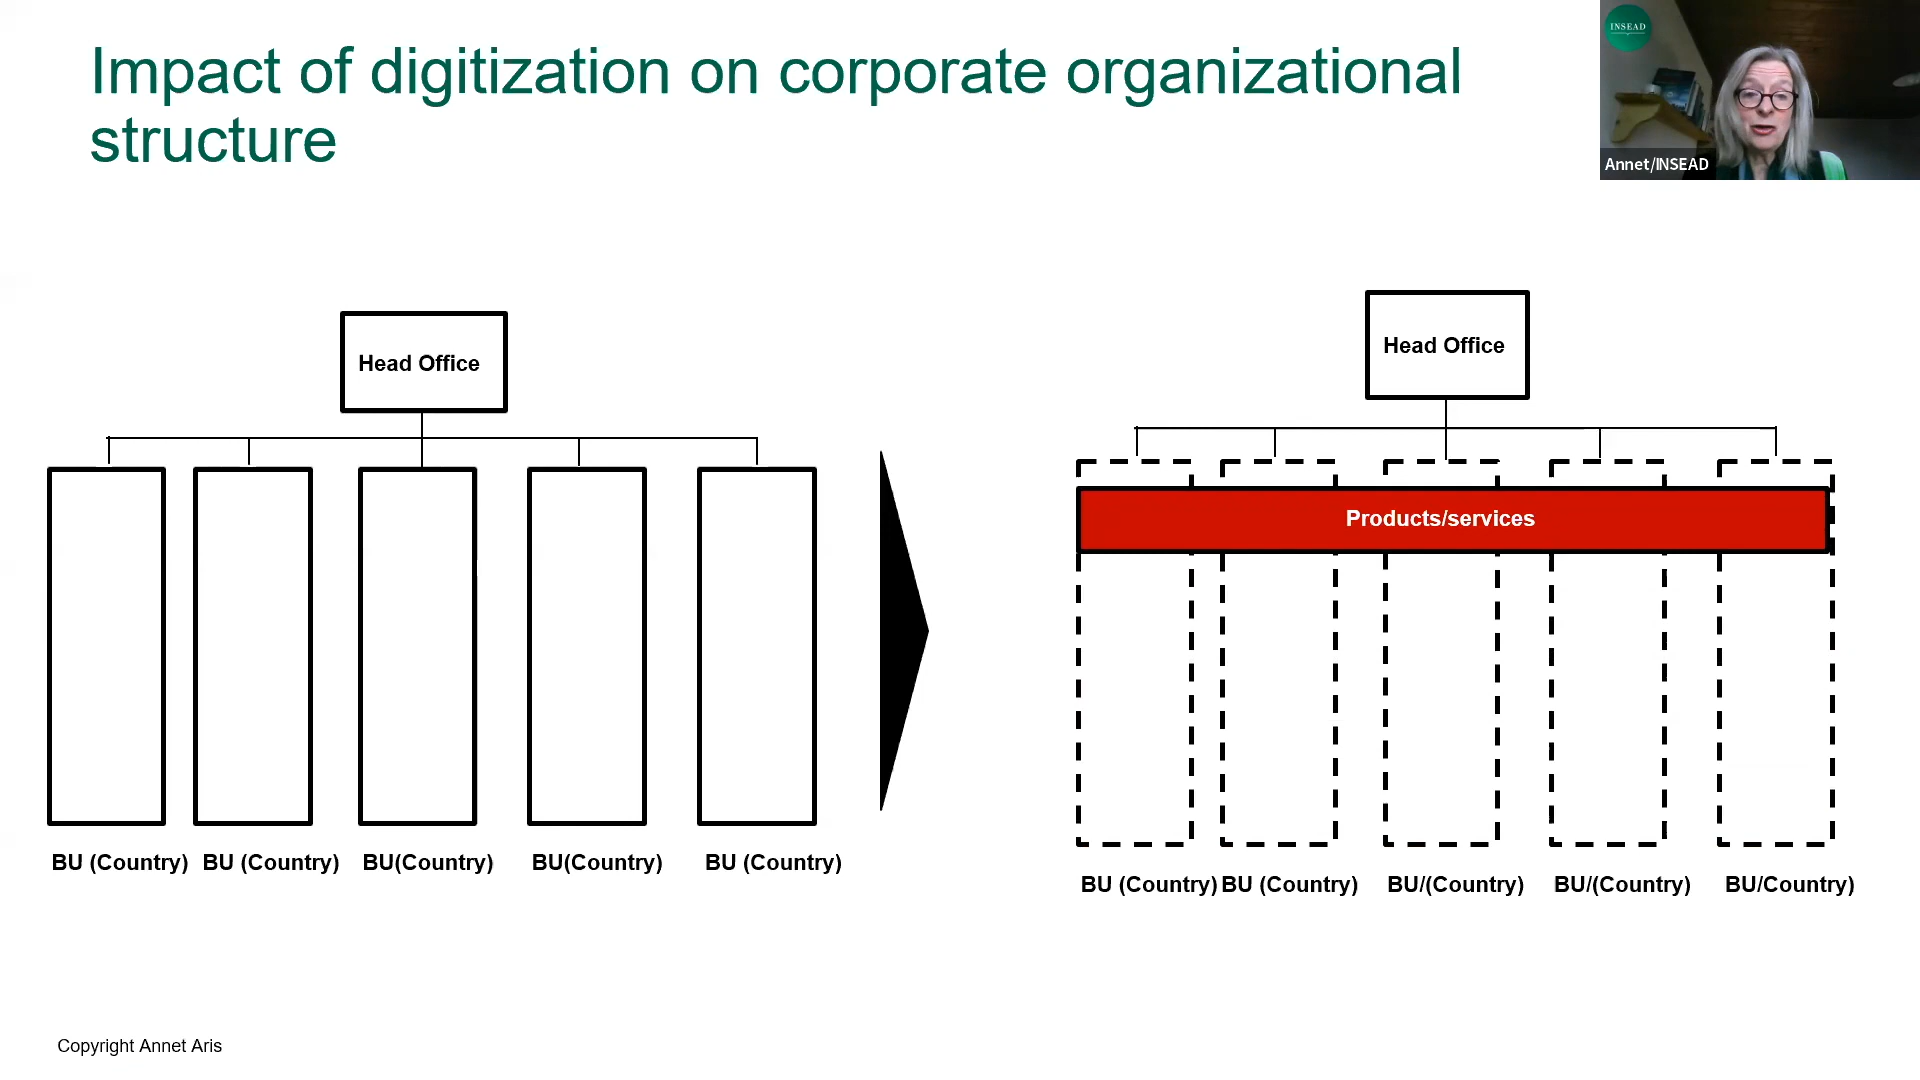 Impact of digitization on corporate organizational
structure
INSEAD
Annet/INSEAD
Head Office
BU (Country) BU (Country) BU(Country) BU(Country) BU (Country)
Head Office
Products/services
BU (Country) BU (Country) BU/(Country) BU/(Country) BU/Country)
Copyright Annet Aris